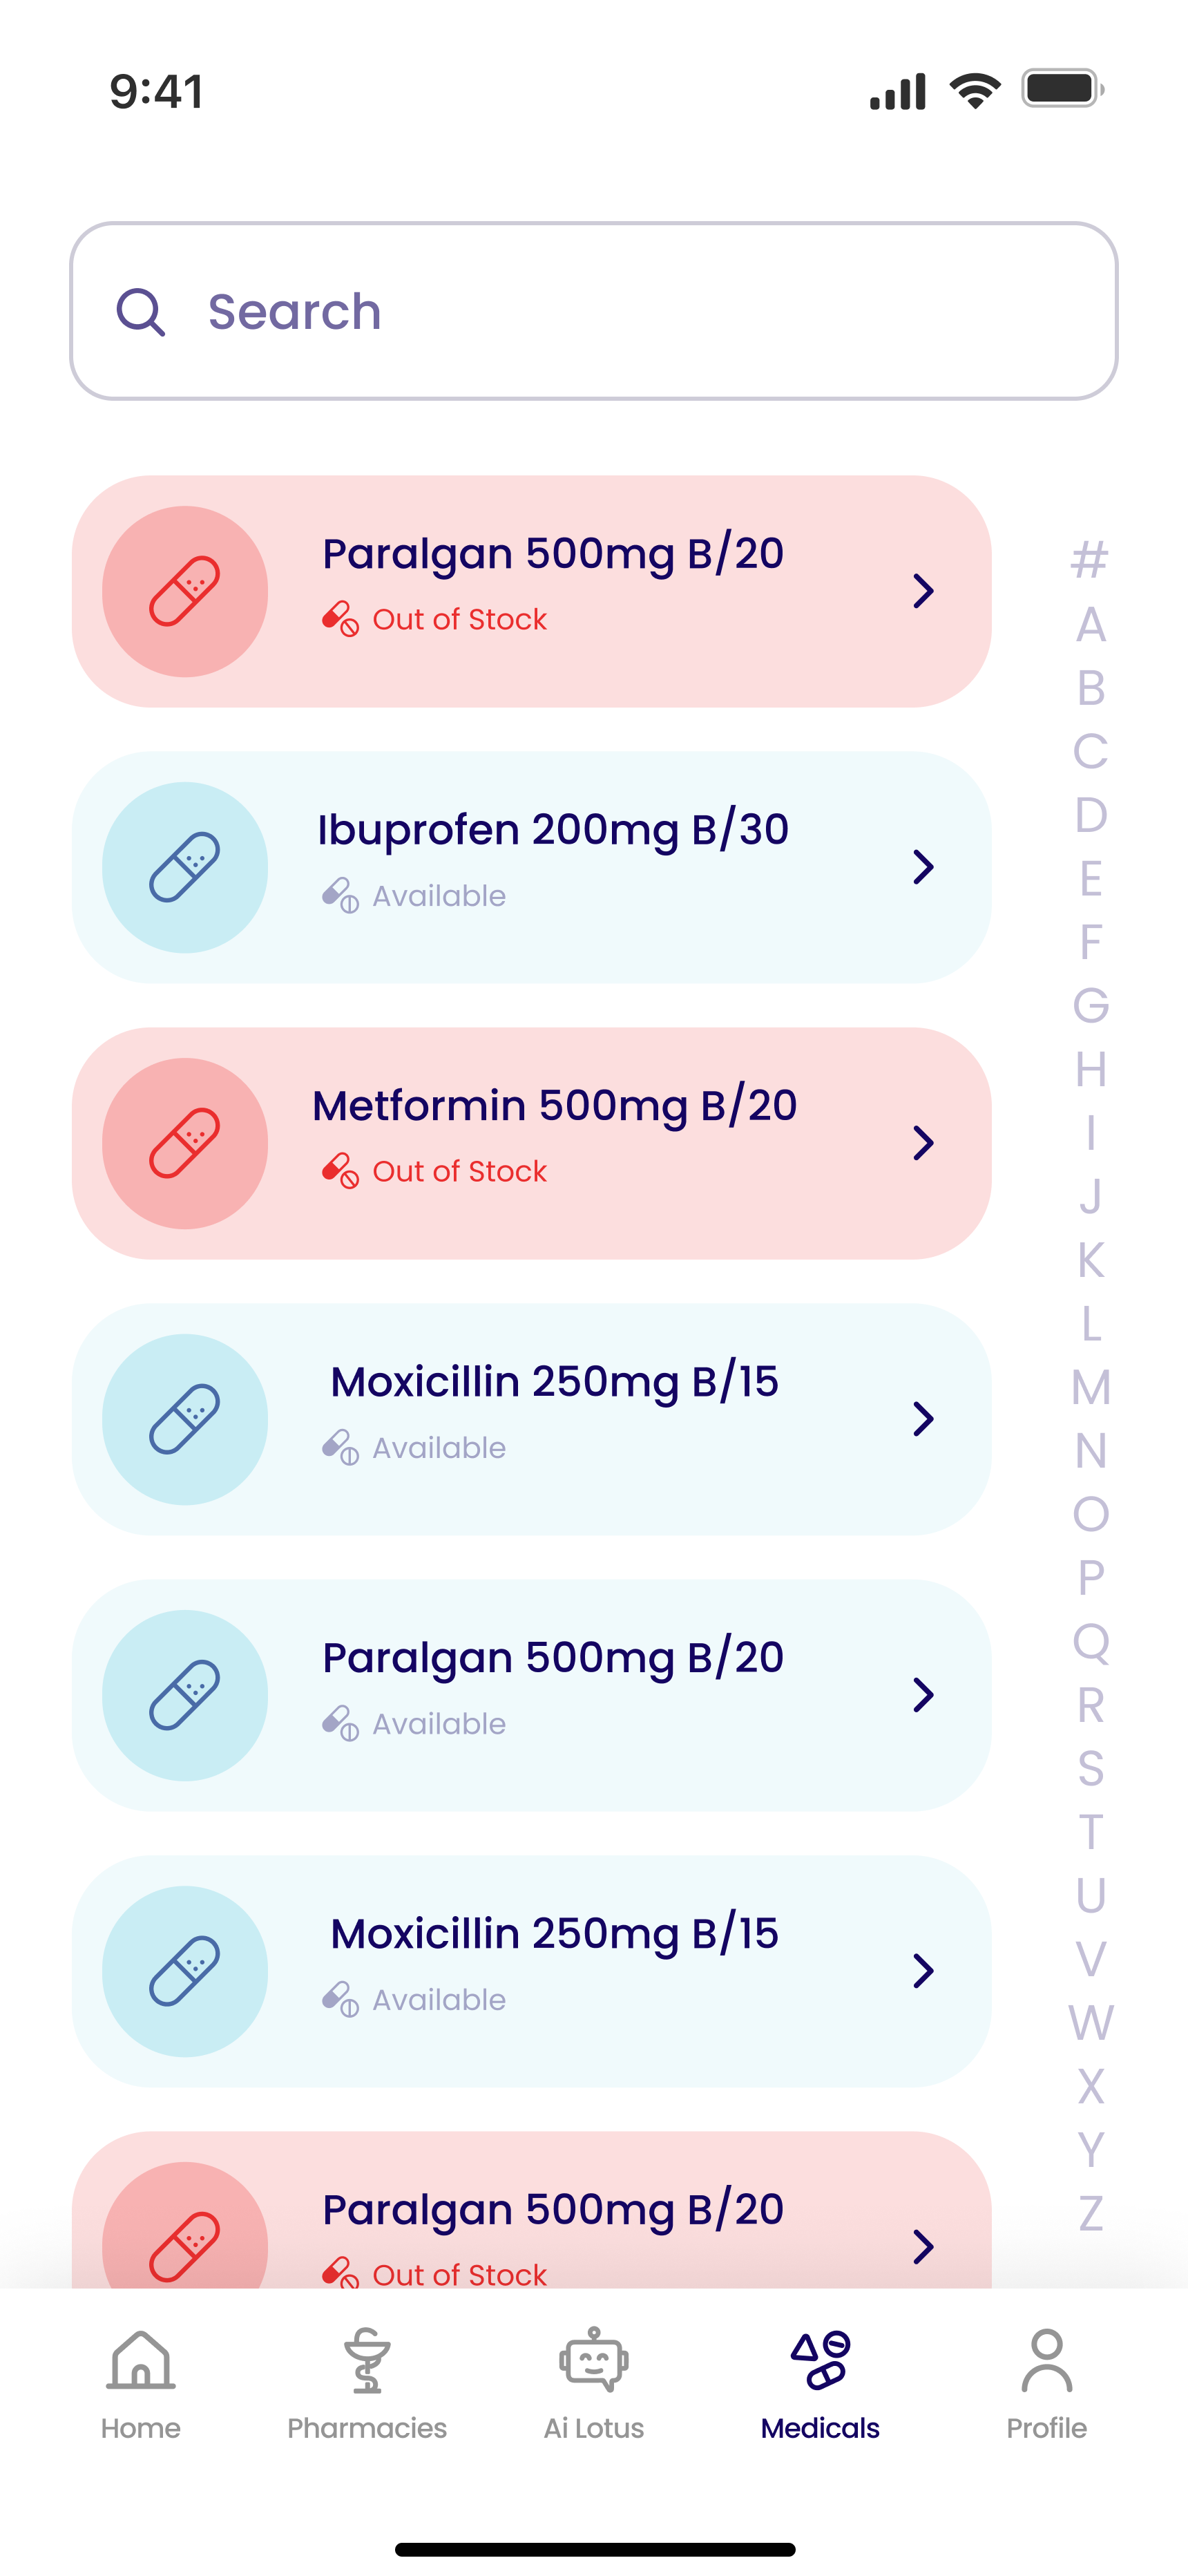 9:41
Search
Paralgan 500mg B/20
Out of Stock
Ibuprofen 200mg B/30
Available
Metformin 500mg B/20
Out of Stock
Moxicillin 250mg B/15
Available
Paralgan 500mg B/20
Available
Moxicillin 250mg B/15
Available
Paralgan 500mg B/20
Out of Stock
#
A
B
C
D
E
F
G
H
I
J
K
L
M
N
O
P
Q
R
S
T
U
V
W
X
Y
Z
Home
Pharmacies
Ai Lotus
Medicals
Profile